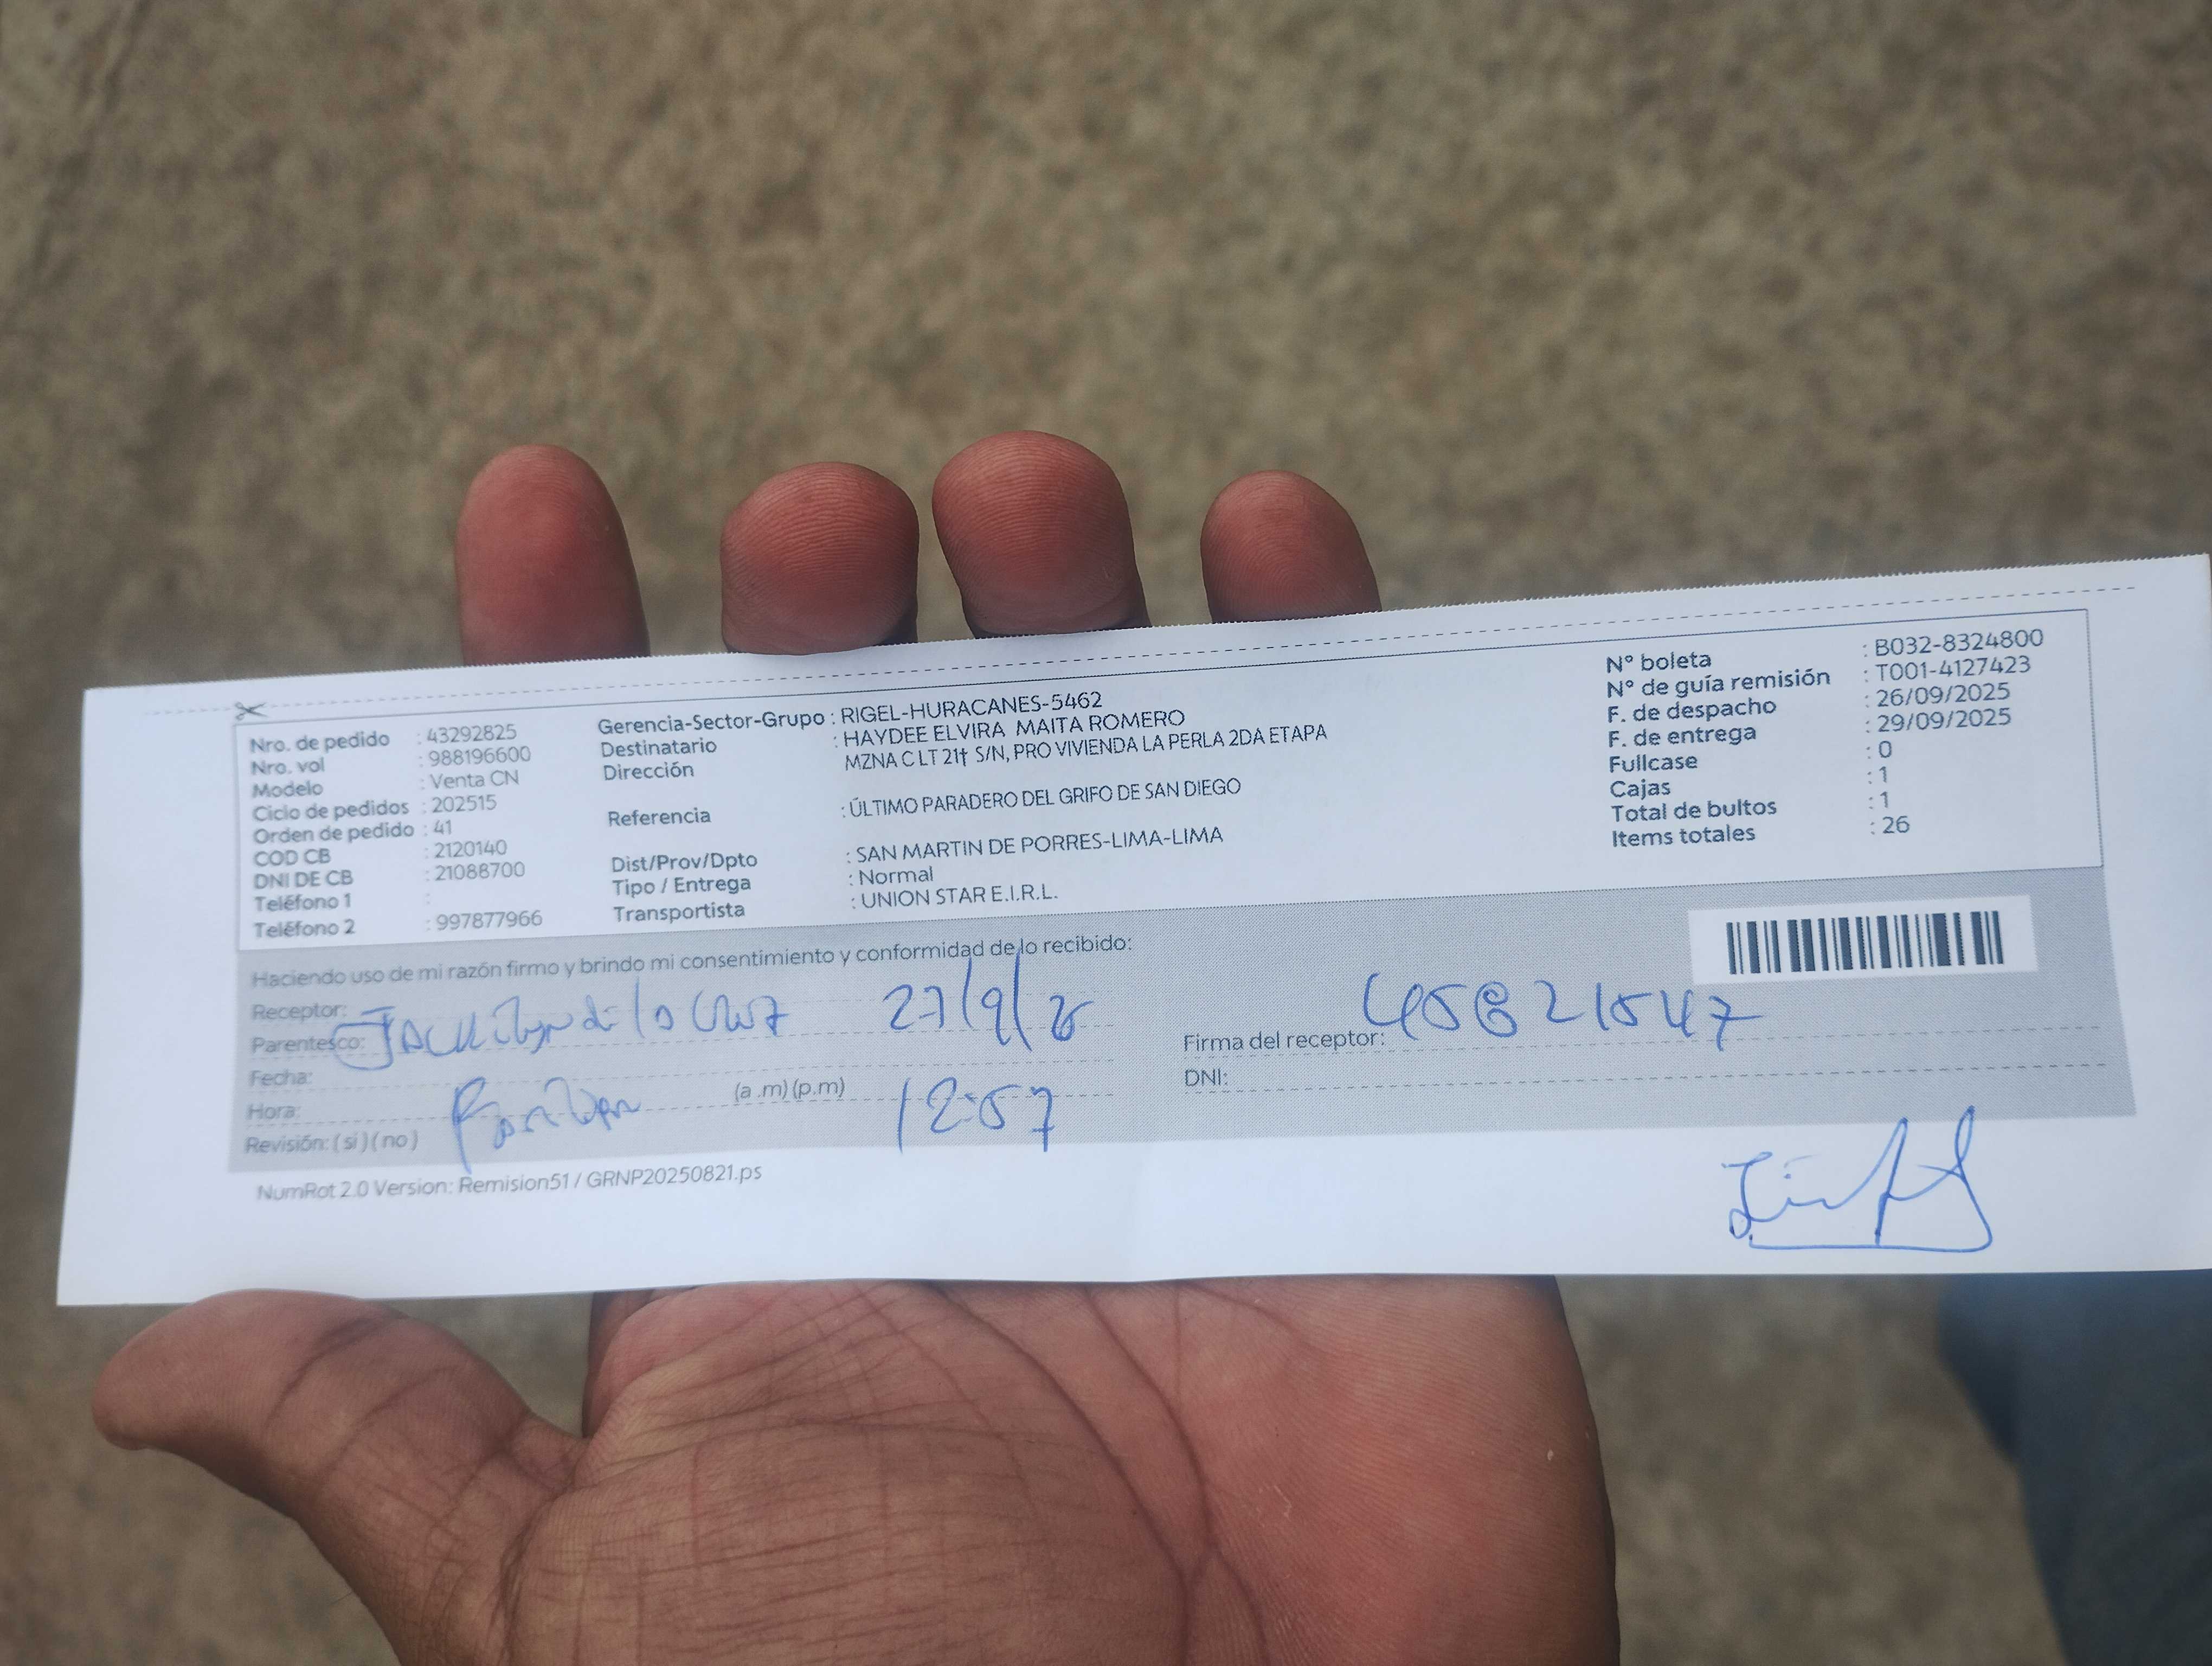 Nro. de pedido : 43292825
Nro. vol : 988196600
Modelo : Venta CN
Ciclo de pedidos : 202515
Orden de pedido : 41
COD CB : 2120140
DNI DE CB : 21088700
Teléfono 1 :
Teléfono 2 : 997877966
Gerencia-Sector-Grupo : RIGEL-HURACANES-5462
Destinatario : HAYDEE ELVIRA MAITA ROMERO
Dirección MZNA C LT 21† S/N, PRO VIVIENDA LA PERLA 2DA ETAPA
Referencia : ÚLTIMO PARADERO DEL GRIFO DE SAN DIEGO
Dist/Prov/Dpto : SAN MARTIN DE PORRES-LIMA-LIMA
Tipo / Entrega : Normal
Transportista : UNION STAR E.I.R.L.
N° boleta : B032-8324800
N° de guía remisión : T001-4127423
F. de despacho : 26/09/2025
F. de entrega : 29/09/2025
Fullcase : 0
Cajas : 1
Total de bultos : 1
Items totales : 26
Haciendo uso de mi razón firmo y brindo mi consentimiento y conformidad de lo recibido:
Receptor:
Parentesco: de la Cruz 27/9/
Fecha:
Hora: (a .m) (p.m) 12:57
Revisión: ( si ) ( no )
Firma del receptor:
DNI:
NumRot 2.0 Version: Remision51 / GRNP20250821.ps